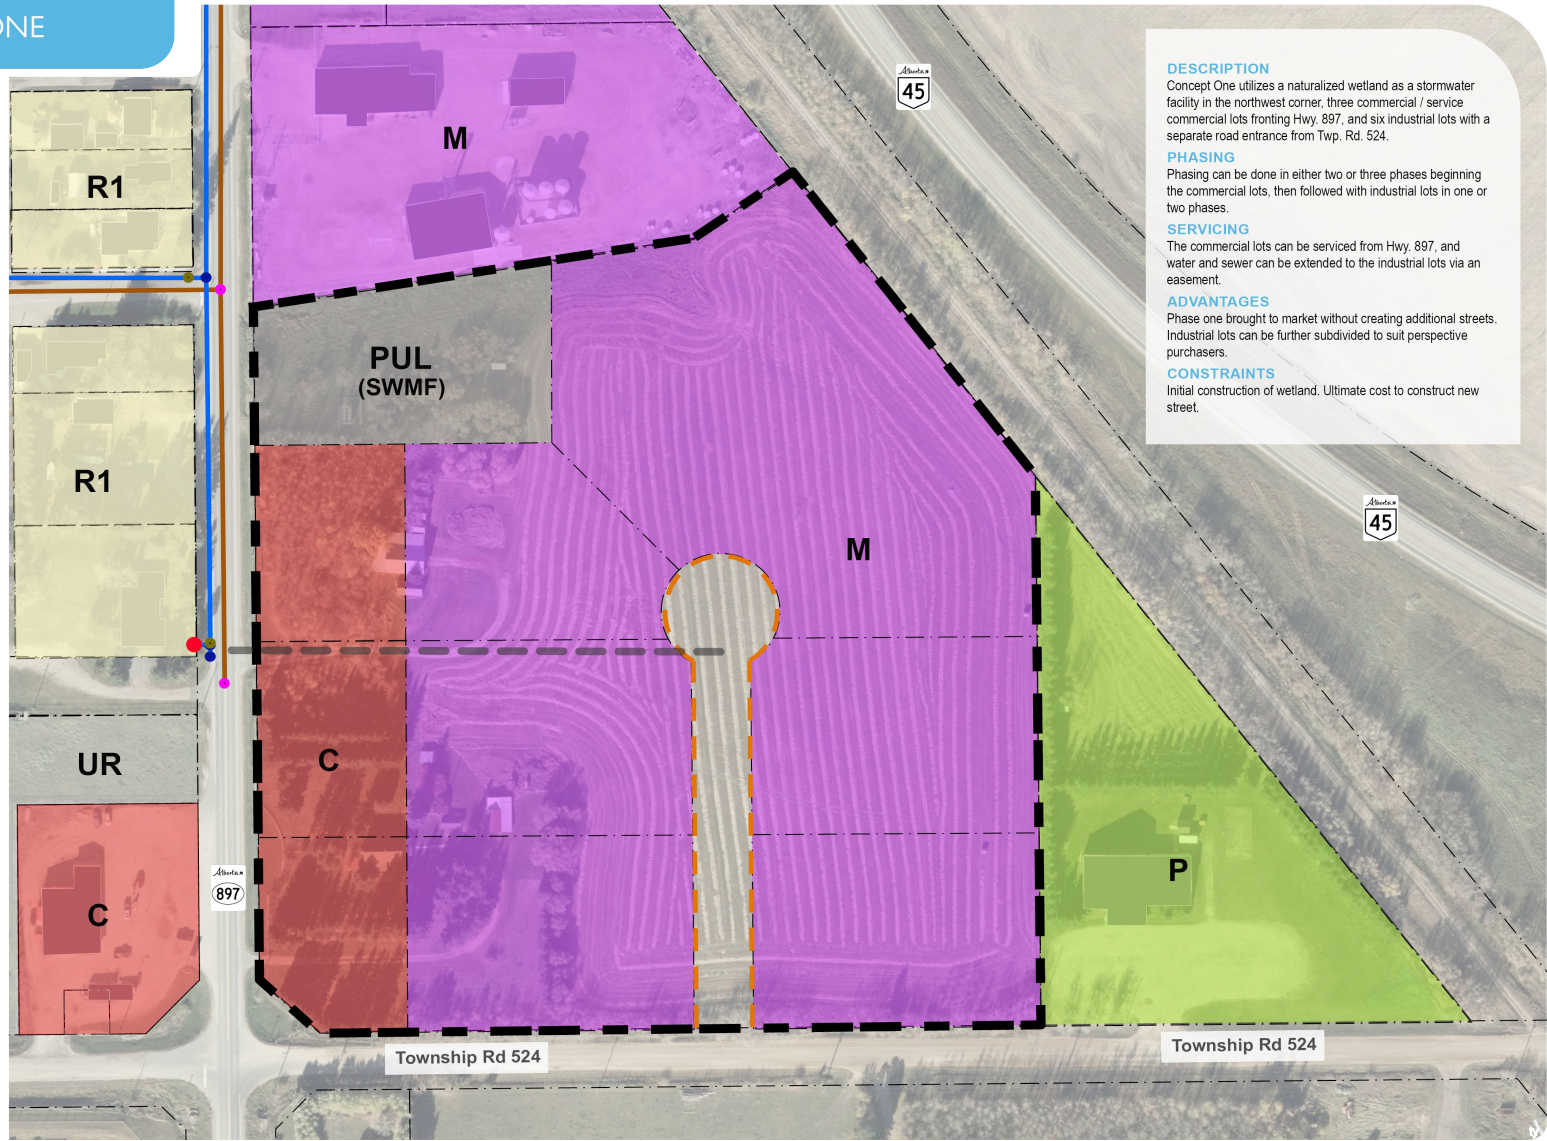 ONE
DESCRIPTION
Concept One utilizes a naturalized wetland as a stormwater
facility in the northwest corner, three commercial / service
commercial lots fronting Hwy. 897, and six industrial lots with a
separate road entrance from Twp. Rd. 524.
PHASING
Phasing can be done in either two or three phases beginning
the commercial lots, then followed with industrial lots in one or
two phases.
SERVICING
The commercial lots can be serviced from Hwy. 897, and
water and sewer can be extended to the industrial lots via an
easement.
ADVANTAGES
Phase one brought to market without creating additional streets.
Industrial lots can be further subdivided to suit perspective
purchasers.
CONSTRAINTS
Initial construction of wetland. Ultimate cost to construct new
street.
Alberta
45
M
R1
PUL
(SWMF)
R1
Alberta
45
M
UR
C
Alberta
897
C
P
Township Rd 524
Township Rd 524